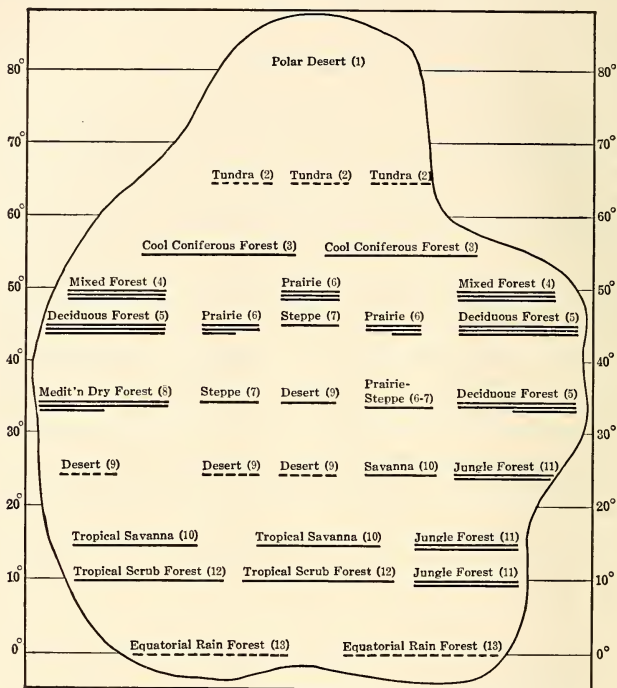 Polar Desert (1)
80° 80°
70° 70°
Tundra (2) Tundra (2) Tundra (2)
60° 60°
Cool Coniferous Forest (3) Cool Coniferous Forest (3)
Mixed Forest (4) Prairie (6) Mixed Forest (4)
50° 50°
Deciduous Forest (5) Prairie (6) Steppe (7) Prairie (6) Deciduous Forest (5)
40° 40°
Prairie-
Medit'n Dry Forest (8) Steppe (7) Desert (9) Steppe (6-7) Deciduous Forest (5)
30° 30°
Desert (9) Desert (9) Desert (9) Savanna (10) Jungle Forest (11)
20° 20°
Tropical Savanna (10) Tropical Savanna (10) Jungle Forest (11)
10° 10°
Tropical Scrub Forest (12) Tropical Scrub Forest (12) Jungle Forest (11)
Equatorial Rain Forest (13) Equatorial Rain Forest (13)
0° 0°